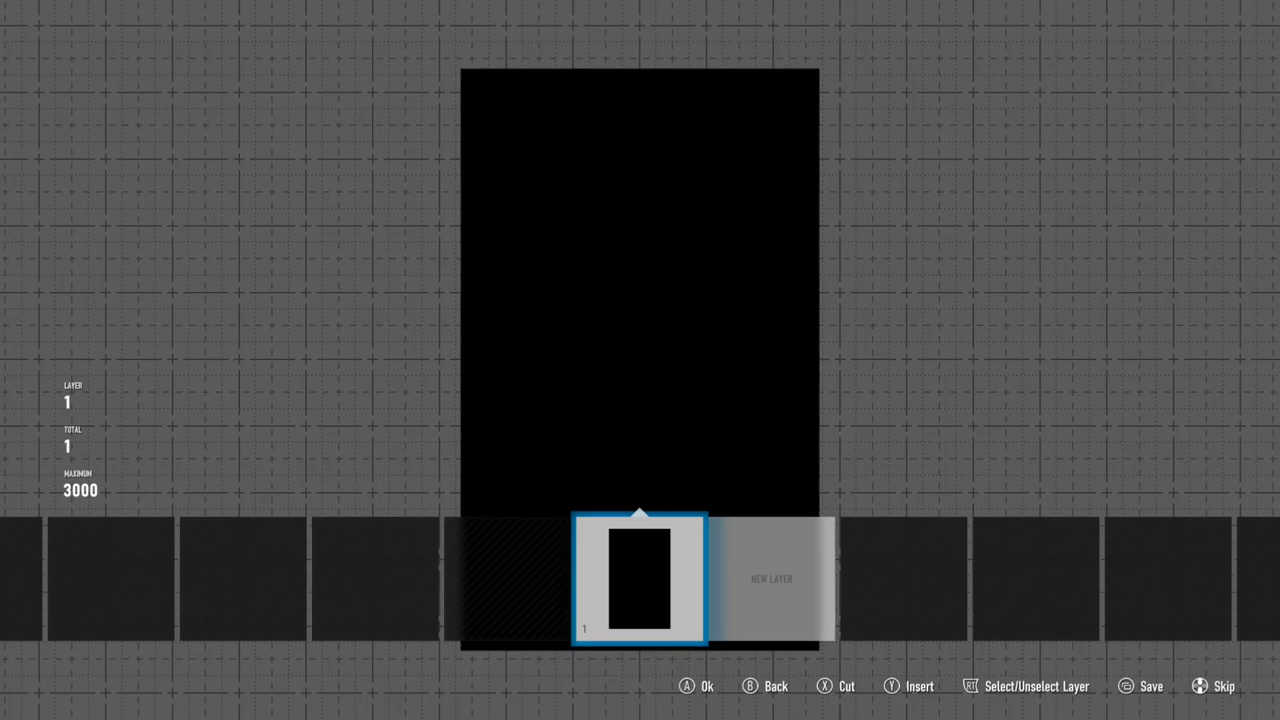 LAYER
1
TOTAL
1
MAXIMUM
3000
1
NEW LAYER
A Ok B Back X Cut Y Insert RT Select/Unselect Layer Save Skip